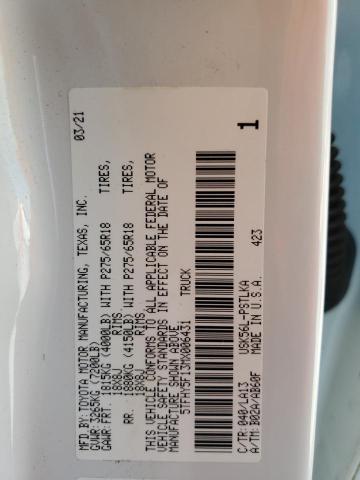 MFD.BY:TOYOTA MOTOR MANUFACTURING, TEXAS, INC. 03/21
GVWR:3265KG(7200LB)
GAWR:FRT. 1815KG (4000LB) WITH P275/65R18 TIRES,
18X8J RIMS
RR. 1880KG (4150LB) WITH P275/65R18 TIRES,
18X8J RIMS
THIS VEHICLE CONFORMS TO ALL APPLICABLE FEDERAL MOTOR
VEHICLE SAFETY STANDARDS IN EFFECT ON THE DATE OF
MANUFACTURE SHOWN ABOVE.
5TFHY5F13MX006431 TRUCK
C/TR:040/LA13 USK56L-PSTLKA 1
A/TM:B02A/AB60F MADE IN U.S.A. 423